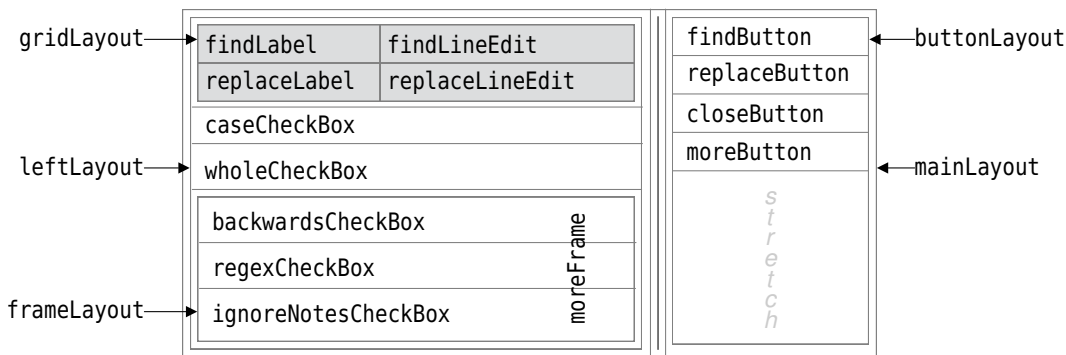 gridLayout
findLabel findLineEdit
replaceLabel replaceLineEdit
caseCheckBox
leftLayout
wholeCheckBox
backwardsCheckBox
regexCheckBox
frameLayout
ignoreNotesCheckBox
moreFrame
findButton
buttonLayout
replaceButton
closeButton
moreButton
mainLayout
stretch